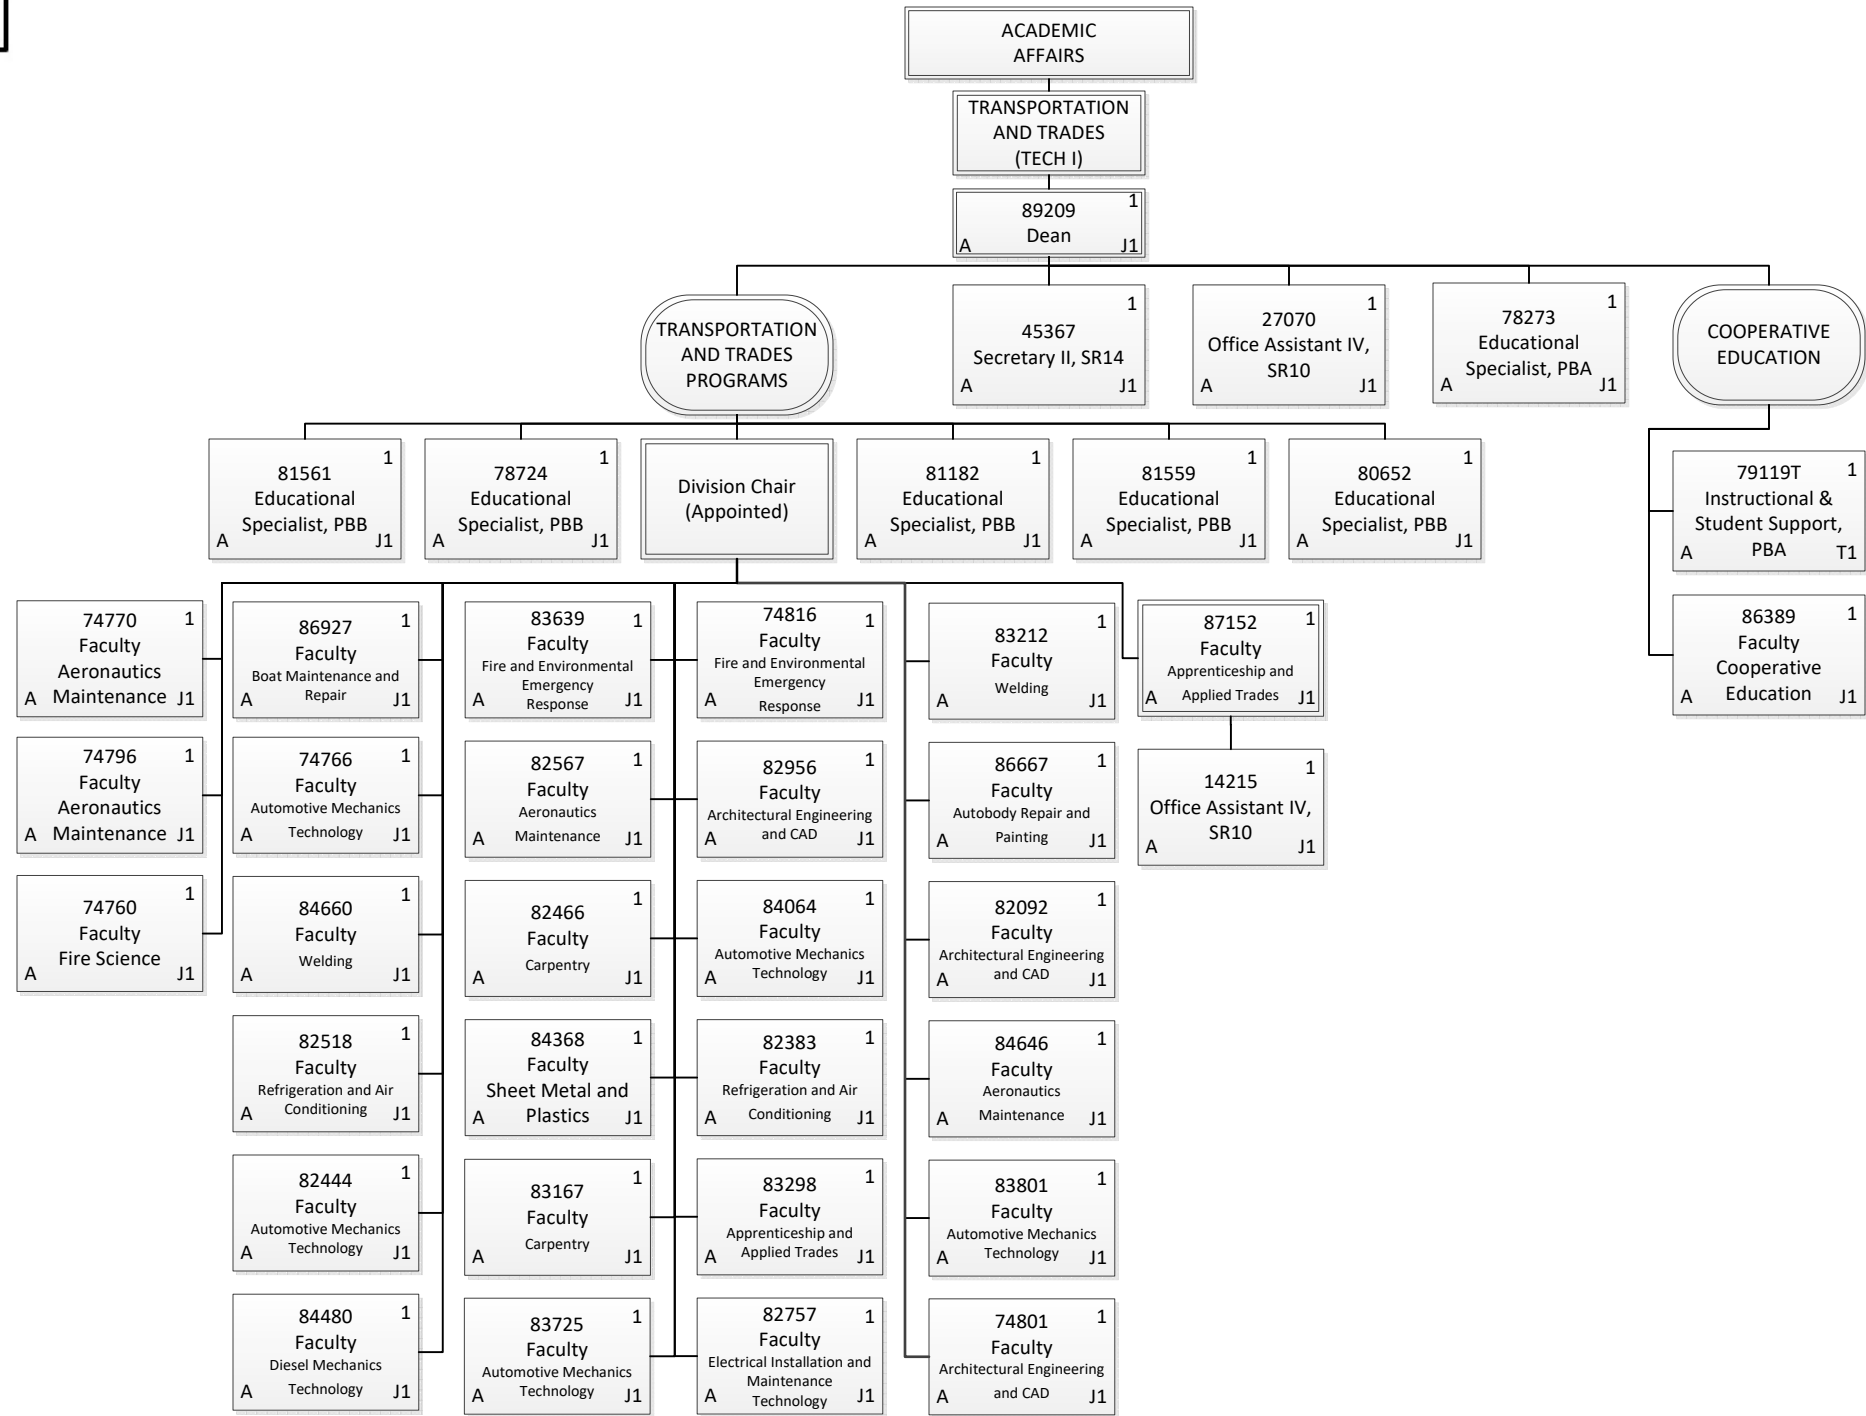 ACADEMIC
AFFAIRS
TRANSPORTATION
AND TRADES
(TECH I)
1
89209
Dean
A J1
TRANSPORTATION
AND TRADES
PROGRAMS
1
45367
Secretary II, SR14
A J1
1
27070
Office Assistant IV,
SR10
A J1
1
78273
Educational
Specialist, PBA
A J1
COOPERATIVE
EDUCATION
1
81561
Educational
Specialist, PBB
A J1
1
78724
Educational
Specialist, PBB
A J1
Division Chair
(Appointed)
1
81182
Educational
Specialist, PBB
A J1
1
81559
Educational
Specialist, PBB
A J1
1
80652
Educational
Specialist, PBB
A J1
79119T 1
Instructional &
Student Support,
PBA
A T1
86389 1
Faculty
Cooperative
Education
A J1
74770 1
Faculty
Aeronautics
A Maintenance J1
74796 1
Faculty
Aeronautics
A Maintenance J1
1
74760
Faculty
Fire Science
A J1
86927 1
Faculty
Boat Maintenance and
Repair
A J1
74766 1
Faculty
Automotive Mechanics
Technology
A J1
84660 1
Faculty
Welding
A J1
82518 1
Faculty
Refrigeration and Air
Conditioning
A J1
82444 1
Faculty
Automotive Mechanics
Technology
A J1
84480 1
Faculty
Diesel Mechanics
Technology
A J1
83639 1
Faculty
Fire and Environmental
Emergency
Response
A J1
82567 1
Faculty
Aeronautics
Maintenance
A J1
82466 1
Faculty
Carpentry
A J1
84368 1
Faculty
Sheet Metal and
Plastics
A J1
83167 1
Faculty
Carpentry
A J1
83725 1
Faculty
Automotive Mechanics
Technology
A J1
74816 1
Faculty
Fire and Environmental
Emergency
Response
A J1
82956 1
Faculty
Architectural Engineering
and CAD
A J1
84064 1
Faculty
Automotive Mechanics
Technology
A J1
82383 1
Faculty
Refrigeration and Air
Conditioning
A J1
83298 1
Faculty
Apprenticeship and
Applied Trades
A J1
82757 1
Faculty
Electrical Installation and
Maintenance
Technology
A J1
83212 1
Faculty
Welding
A J1
86667 1
Faculty
Autobody Repair and
Painting
A J1
82092 1
Faculty
Architectural Engineering
and CAD
A J1
84646 1
Faculty
Aeronautics
Maintenance
A J1
83801 1
Faculty
Automotive Mechanics
Technology
A J1
74801 1
Faculty
Architectural Engineering
and CAD
A J1
87152 1
Faculty
Apprenticeship and
Applied Trades
A J1
14215 1
Office Assistant IV,
SR10
A J1